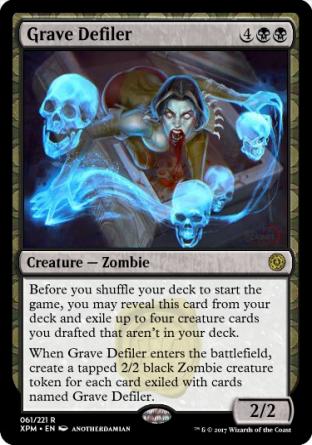 Grave Defiler 4
Creature — Zombie
Before you shuffle your deck to start the
game, you may reveal this card from your
deck and exile up to four creature cards
you drafted that aren't in your deck.
When Grave Defiler enters the battlefield,
create a tapped 2/2 black Zombie creature
token for each card exiled with cards
named Grave Defiler.
2/2
061/221 R
XPM • EN ANOTHERDAMIAN
™ & © 2017 Wizards of the Coast